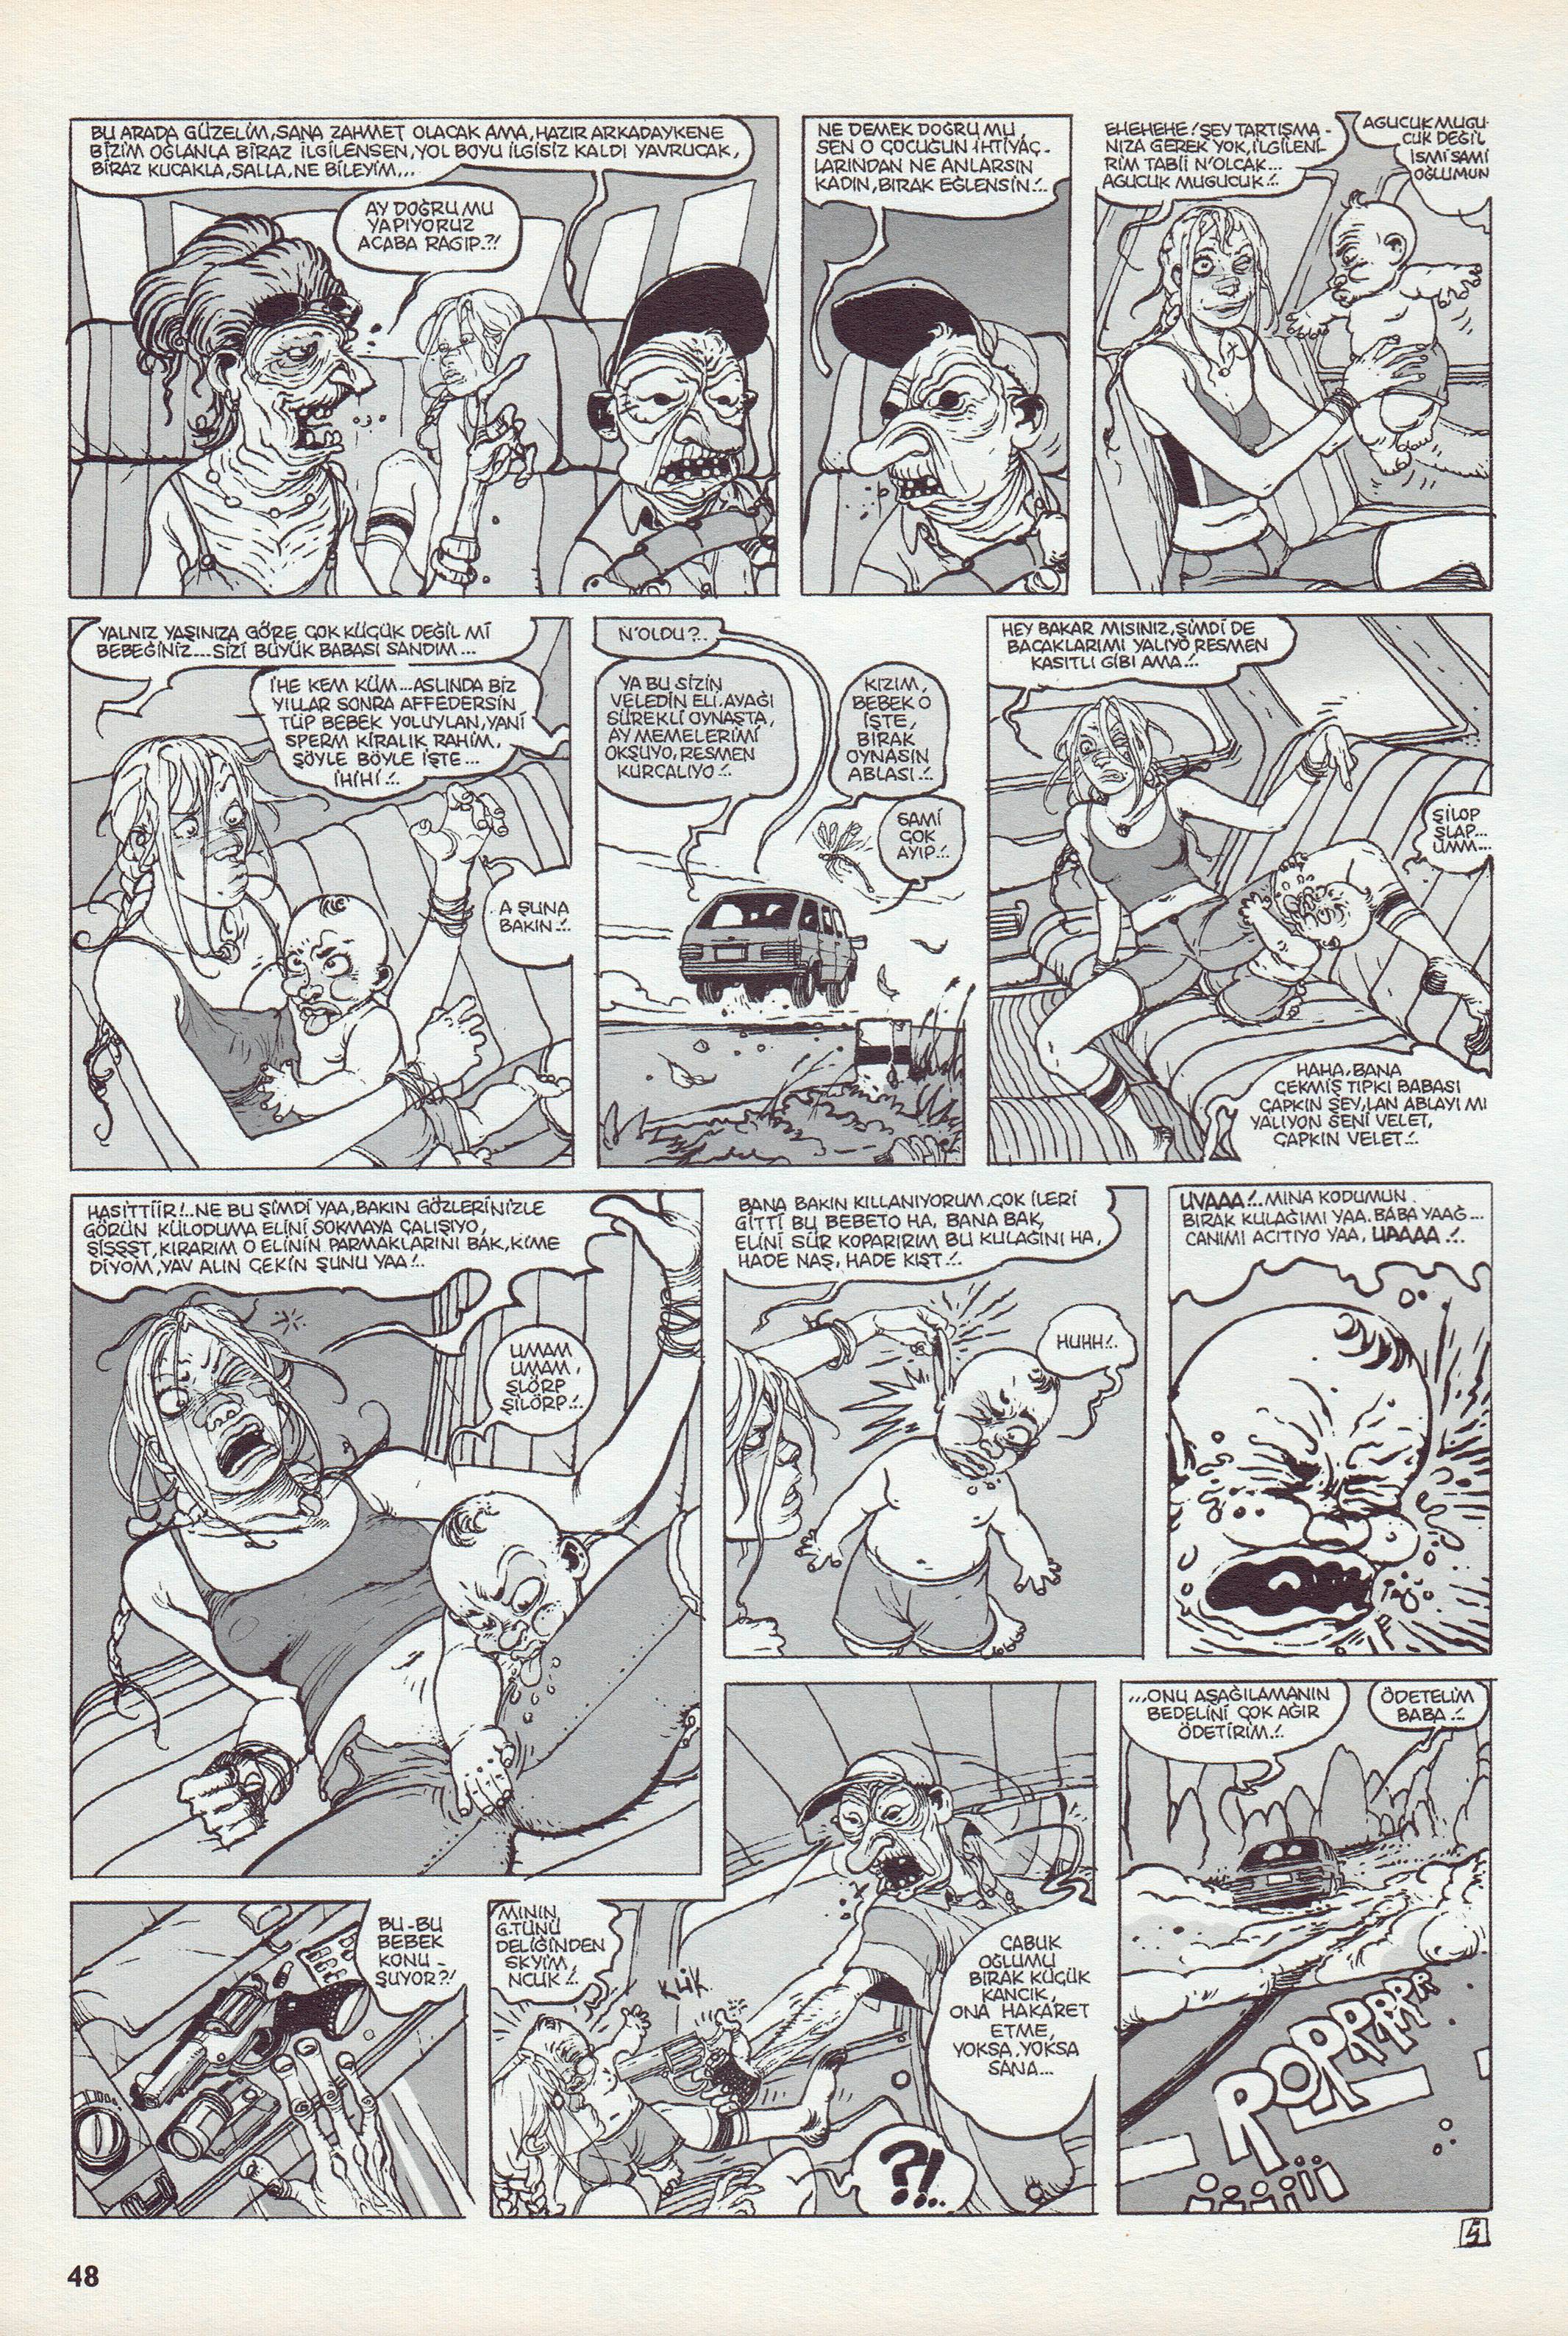 BU ARADA GÜZELİM, SANA ZAHMET OLACAK AMA, HAZIR ARKADAYKENE
BİZİM OĞLANLA BİRAZ İLGİLENSEN, YOL BOYU İLGİSİZ KALDI YAVRUCAK,
BİRAZ KUCAKLA, SALLA, NE BİLEYİM...
AY DOĞRU MU
YAPIYORUZ
ACABA RAGIP.?!
NE DEMEK DOĞRU MU,
SEN O ÇOCUĞUN İHTİYAÇ-
LARINDAN NE ANLARSIN
KADIN, BIRAK EĞLENSİN!..
EHEHEHE! ŞEY TARTIŞMA-
NIZA GEREK YOK, İLGİLENİ-
RİM TABİİ N'OLCAK...
AGUCUK MUGUCUK!..
AGUCUK MUGU-
CUK DEĞİL
İSMİ SAMİ
OĞLUMUN
YALNIZ YAŞINIZA GÖRE ÇOK KÜÇÜK DEĞİL Mİ
BEBEĞİNİZ... SİZİ BÜYÜK BABASI SANDIM...
İHE KEM KÜM... ASLINDA BİZ
YILLAR SONRA AFFEDERSİN
TÜP BEBEK YOLUYLAN, YANİ
SPERM KİRALIK RAHİM,
ŞÖYLE BÖYLE İŞTE...
İHİHİ!..
A ŞUNA
BAKIN!..
N'OLDU?..
YA BU SİZİN
VELEDİN ELİ, AYAĞI
SÜREKLİ OYNAŞTA,
AY MEMELERİMİ
OKŞUYO, RESMEN
KURCALIYO!..
KIZIM,
BEBEK O
İŞTE,
BIRAK
OYNASIN
ABLASI!..
SAMİ
ÇOK
AYIP!..
HEY BAKAR MISINIZ, ŞİMDİ DE
BACAKLARIMI YALIYO RESMEN
KASITLI GİBİ AMA!..
ŞİLOP
ŞLAP...
ÜMM...
HAHA, BANA
ÇEKMİŞ TIPKI BABASI
ÇAPKIN ŞEY, LAN ABLAYI MI
YALIYON SENİ VELET,
ÇAPKIN VELET!..
HASİTTİİR!.. NE BU ŞİMDİ YAA, BAKIN GÖZLERİNİZLE
GÖRÜN KÜLODUMA ELİNİ SOKMAYA ÇALIŞIYO,
ŞİŞŞŞT, KIRARIM O ELİNİN PARMAKLARINI BAK, KİME
DİYOM, YAV ALIN ÇEKİN ŞUNU YAA!..
UMAM
UMAM,
ŞLÖRP
ŞİLÖRP!..
BANA BAKIN KILLANIYORUM, ÇOK İLERİ
GİTTİ BU BEBETO HA, BANA BAK,
ELİNİ SÜR KOPARIRIM BU KULAĞINI HA,
HADE NAŞ, HADE KIŞT!..
HUHH!..
UVAAA!.. MINA KODUMUN
BIRAK KULAĞIMI YAA. BABA YAAĞ...
CANIMI ACITIYO YAA, UAAAA!..
BU-BU
BEBEK
KONU-
ŞUYOR?!
MININ,
G.TÜNÜ
DELİĞİNDEN
SKYİM,
NCUK!..
KLİK
ÇABUK
OĞLUMU
BIRAK KÜÇÜK
KANCIK,
ONA HAKARET
ETME,
YOKSA, YOKSA
SANA...
?!..
...ONU AŞAĞILAMANIN
BEDELİNİ ÇOK AĞIR
ÖDETİRİM!..
ÖDETELİM
BABA!..
48